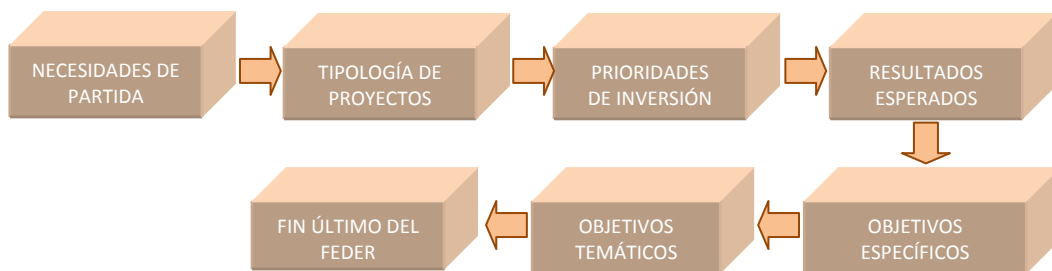 NECESIDADES DE
PARTIDA
TIPOLOGÍA DE
PROYECTOS
PRIORIDADES
DE INVERSIÓN
RESULTADOS
ESPERADOS
FIN ÚLTIMO DEL
FEDER
OBJETIVOS
TEMÁTICOS
OBJETIVOS
ESPECÍFICOS